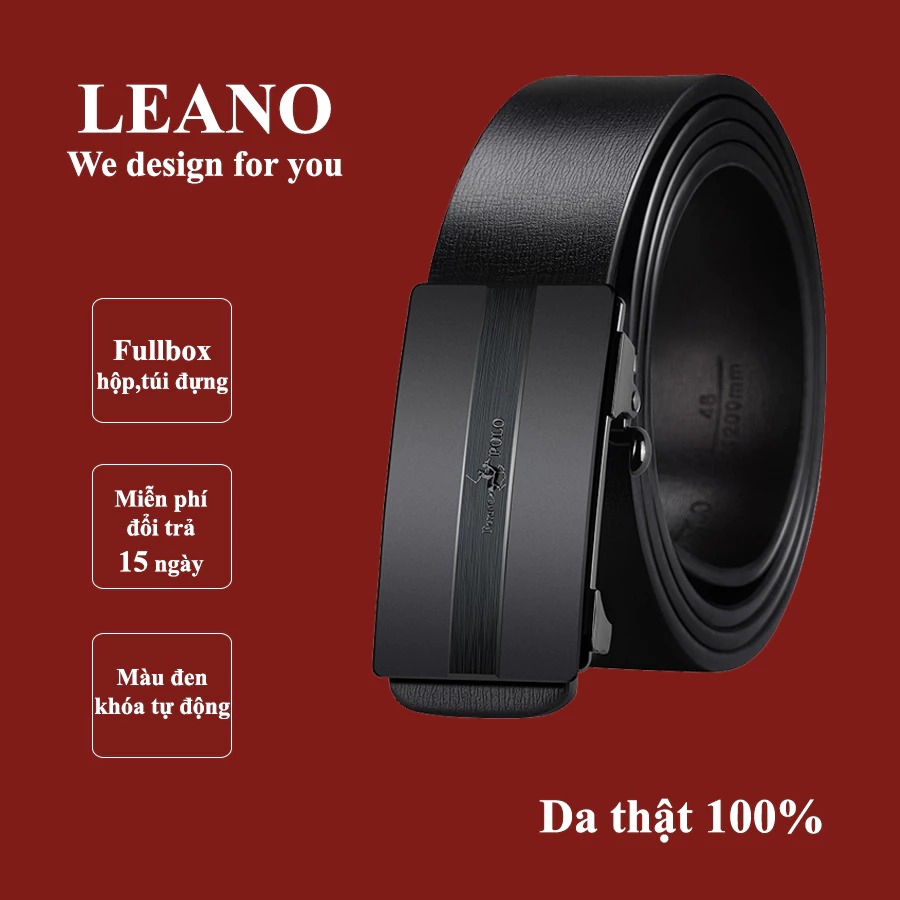 LEANO
We design for you
Fullbox
hộp,túi đựng
Miễn phí
đổi trả
15 ngày
Màu đen
khóa tự động
POLO
48
1200mm
Da thật 100%